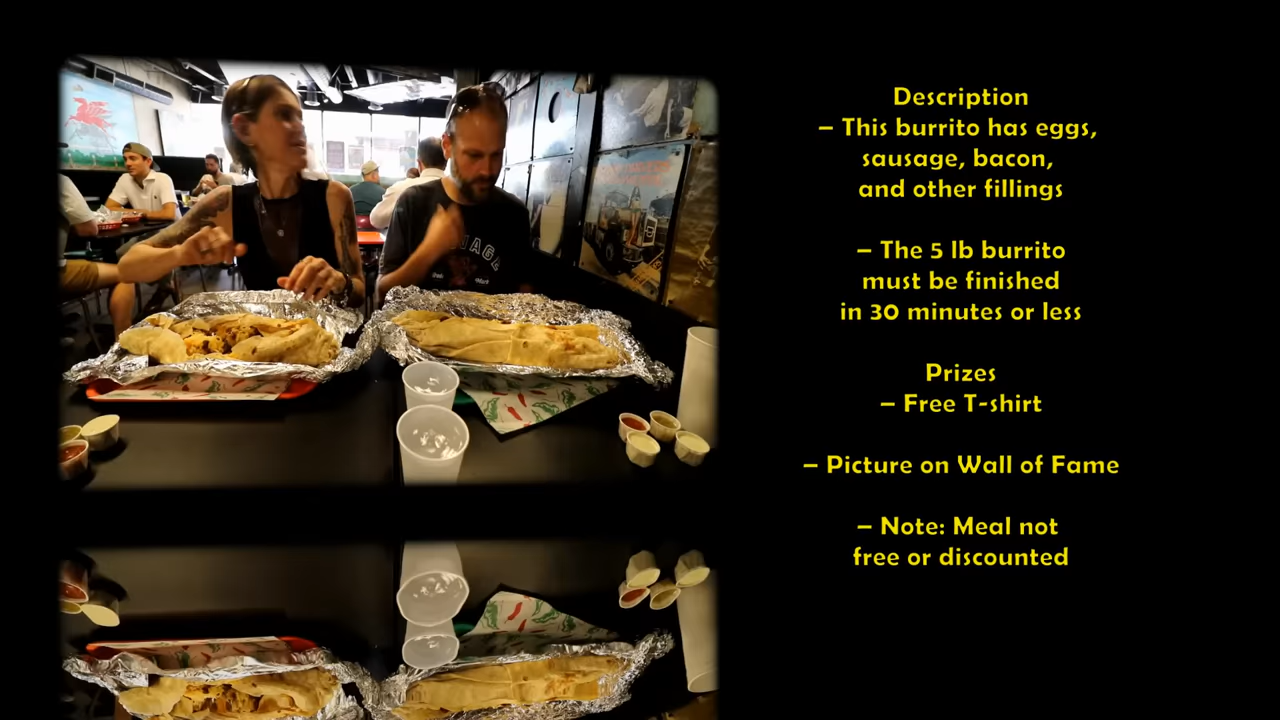 Description
– This burrito has eggs,
sausage, bacon,
and other fillings
– The 5 lb burrito
must be finished
in 30 minutes or less
Prizes
– Free T-shirt
– Picture on Wall of Fame
– Note: Meal not
free or discounted